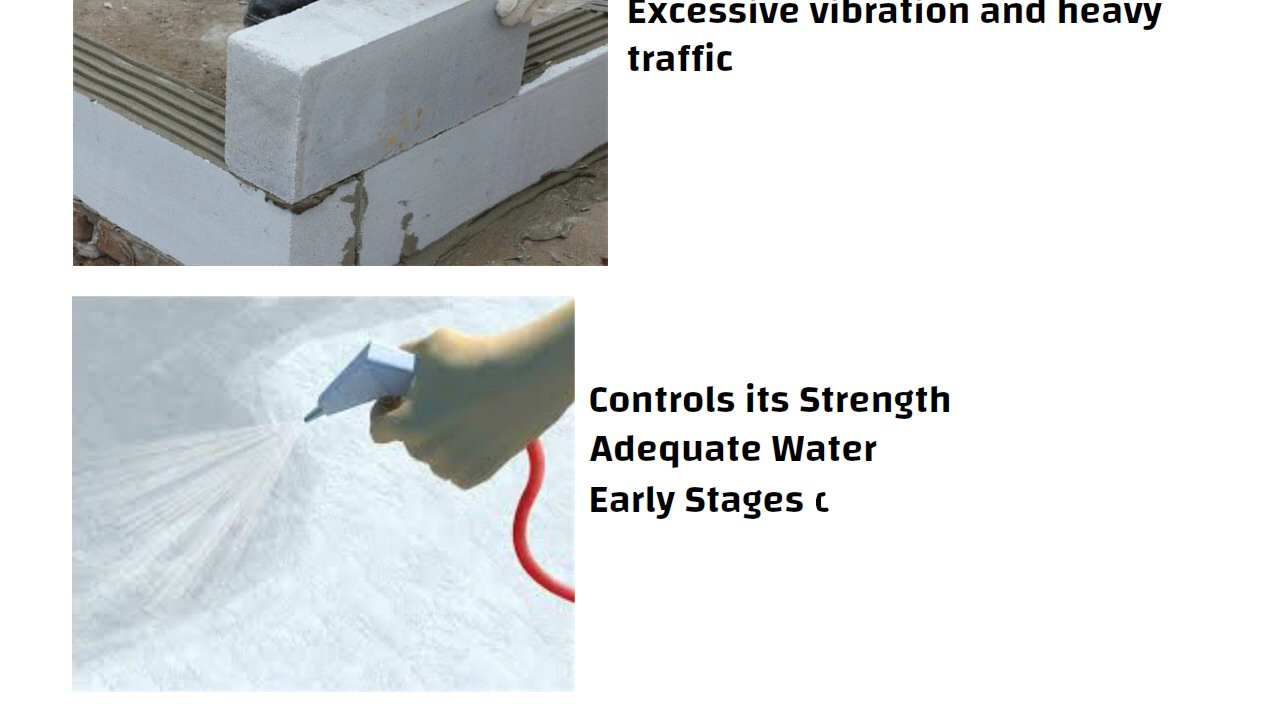 Excessive vibration and heavy
traffic
Controls its Strength
Adequate Water
Early Stages c